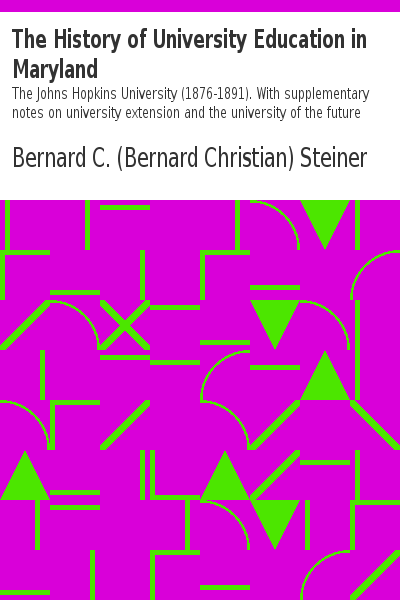 The History of University Education in
Maryland
The Johns Hopkins University (1876-1891). With supplementary
notes on university extension and the university of the future
Bernard C. (Bernard Christian) Steiner